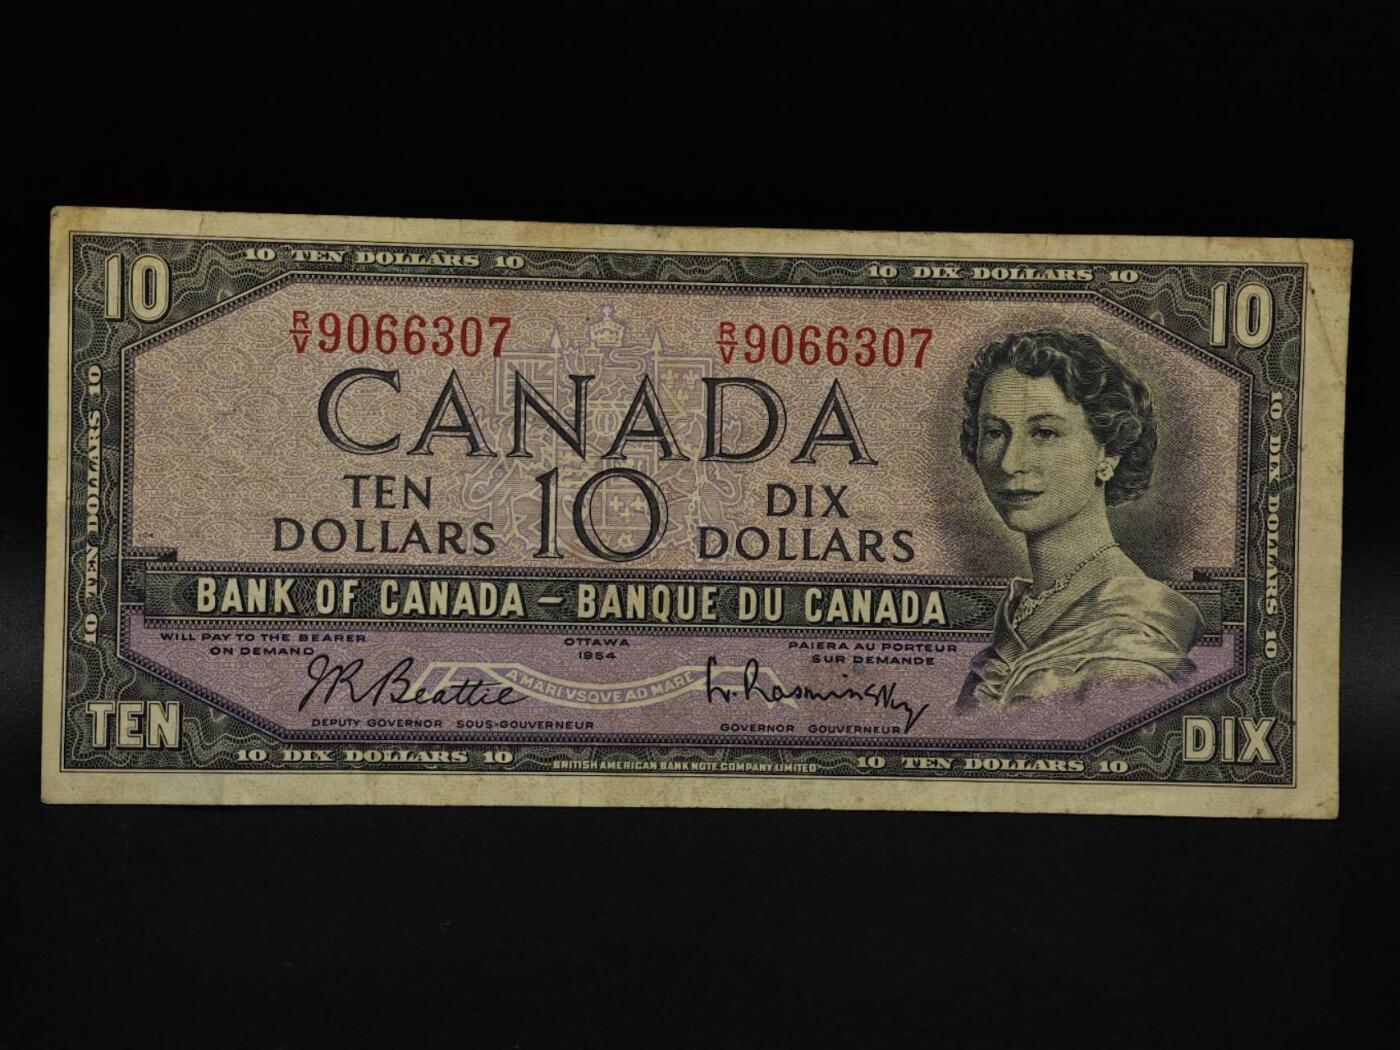 10 TEN DOLLARS 10
10 DIX DOLLARS 10
10
10
R/V 9066307
R/V 9066307
CANADA
TEN DOLLARS
10
DIX DOLLARS
10 TEN DOLLARS 10
10 DIX DOLLARS 10
BANK OF CANADA – BANQUE DU CANADA
WILL PAY TO THE BEARER
ON DEMAND
OTTAWA
1954
PAIERA AU PORTEUR
SUR DEMANDE
JR Beattie
A MARI VSQVE AD MARE
L. Rasminsky
DEPUTY GOVERNOR SOUS-GOUVERNEUR
GOVERNOR GOUVERNEUR
TEN
DIX
10 DIX DOLLARS 10
BRITISH AMERICAN BANK NOTE COMPANY LIMITED
10 TEN DOLLARS 10